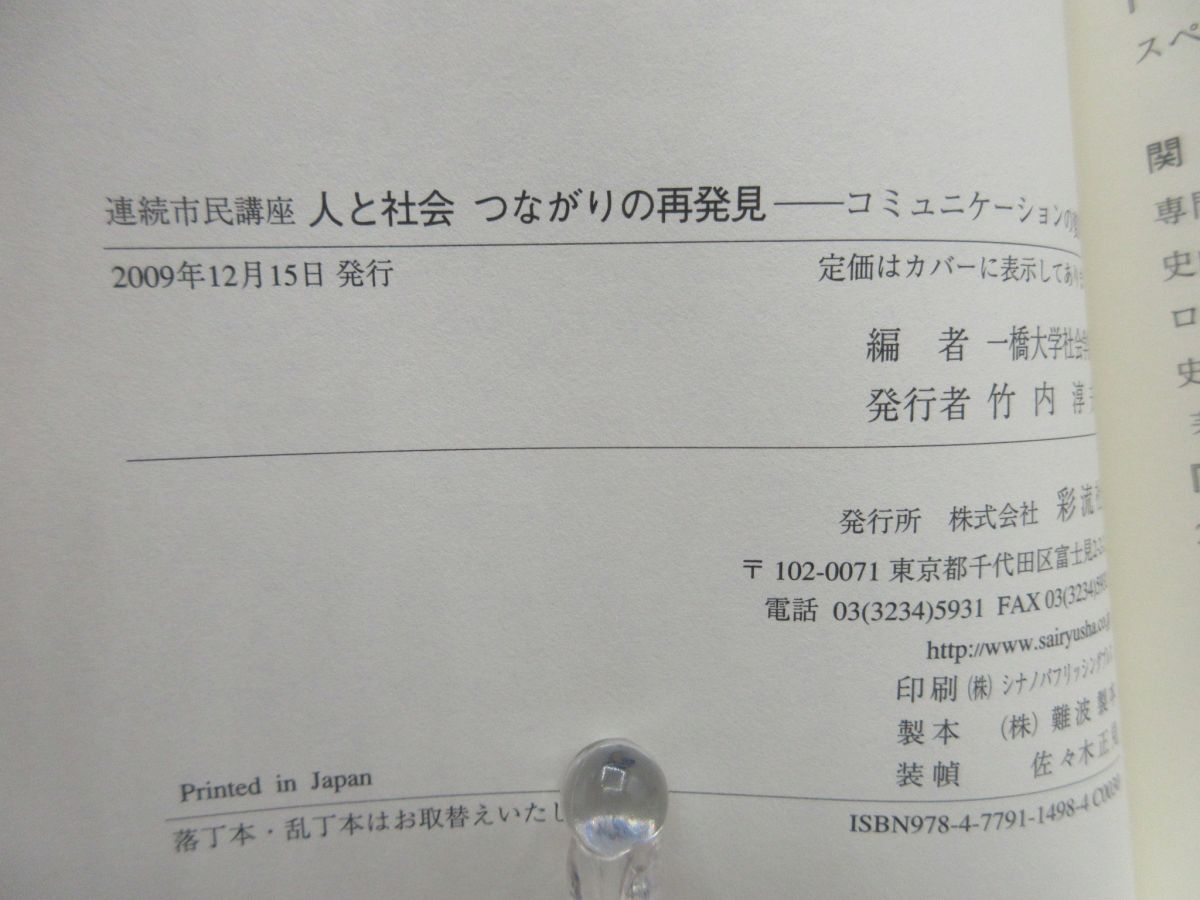 連続市民講座 人と社会 つながりの再発見——コミュニケーションの
2009年12月15日 発行
定価はカバーに表示してあり
編 者 一橋大学社会学
発行者 竹 内 淳
発行所 株式会社 彩流社
〒102-0071 東京都千代田区富士見2-
電話 03(3234)5931 FAX 03(3234)59
http://www.sairyusha.co.
印刷 (株) シナノパブリッシング
製本 (株) 難波製本
装幀 佐々木正
Printed in Japan
落丁本・乱丁本はお取替えいたし
ISBN978-4-7791-1498-4 C0030
スペ
関
専門
史
ロ
史